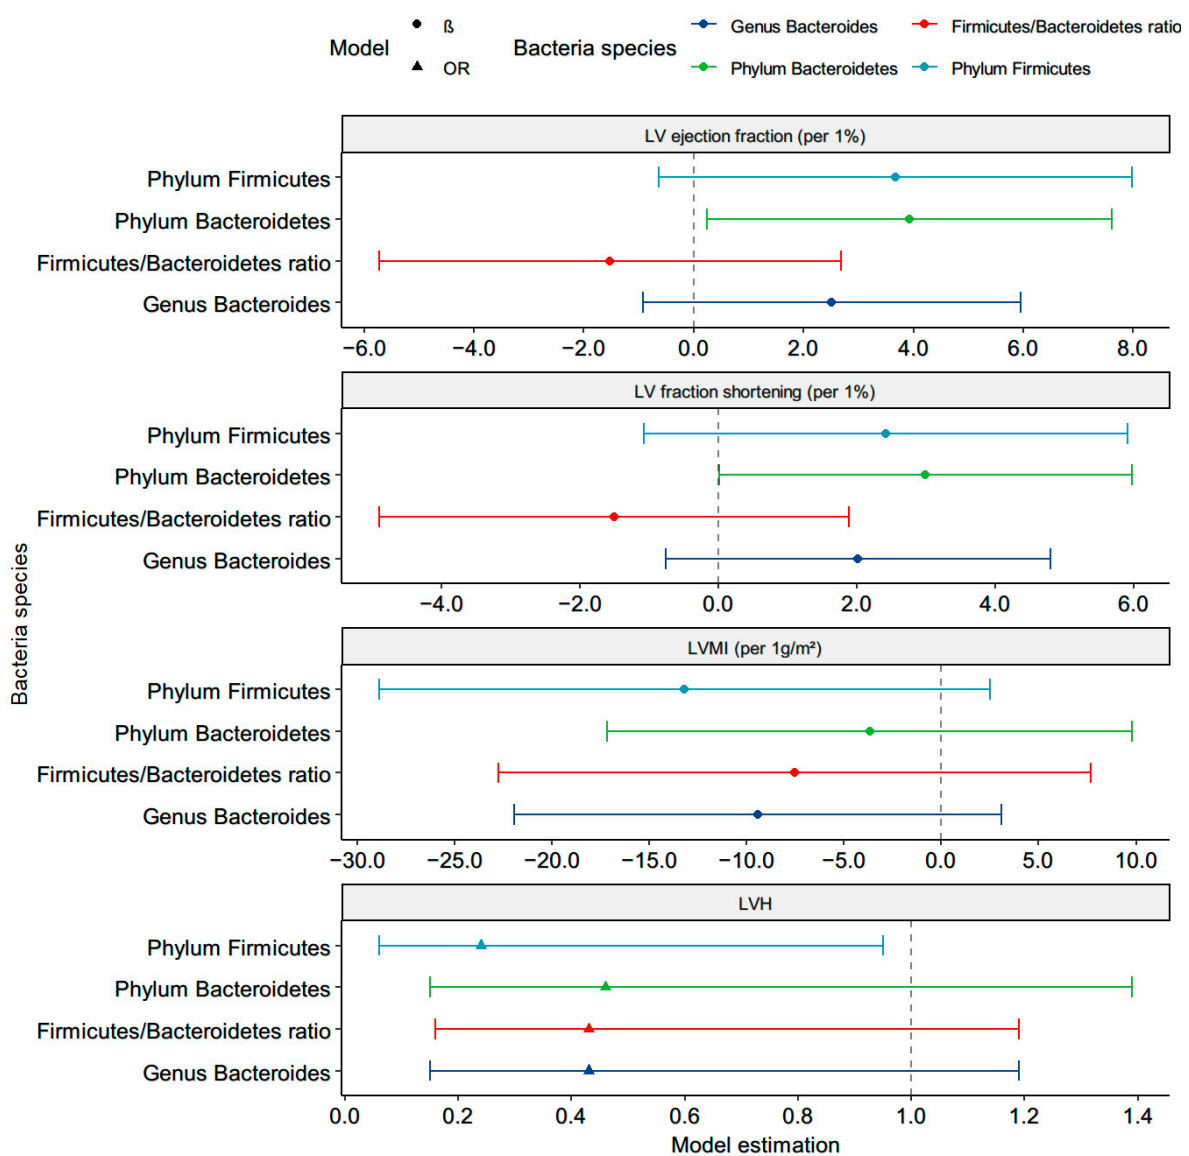 Model
ß
OR
Bacteria species
Genus Bacteroides
Firmicutes/Bacteroidetes ratio
Phylum Bacteroidetes
Phylum Firmicutes
LV ejection fraction (per 1%)
Phylum Firmicutes
Phylum Bacteroidetes
Firmicutes/Bacteroidetes ratio
Genus Bacteroides
−6.0 −4.0 −2.0 0.0 2.0 4.0 6.0 8.0
LV fraction shortening (per 1%)
Phylum Firmicutes
Phylum Bacteroidetes
Firmicutes/Bacteroidetes ratio
Genus Bacteroides
−4.0 −2.0 0.0 2.0 4.0 6.0
Bacteria species
LVMI (per 1g/m²)
Phylum Firmicutes
Phylum Bacteroidetes
Firmicutes/Bacteroidetes ratio
Genus Bacteroides
−30.0 −25.0 −20.0 −15.0 −10.0 −5.0 0.0 5.0 10.0
LVH
Phylum Firmicutes
Phylum Bacteroidetes
Firmicutes/Bacteroidetes ratio
Genus Bacteroides
0.0 0.2 0.4 0.6 0.8 1.0 1.2 1.4
Model estimation